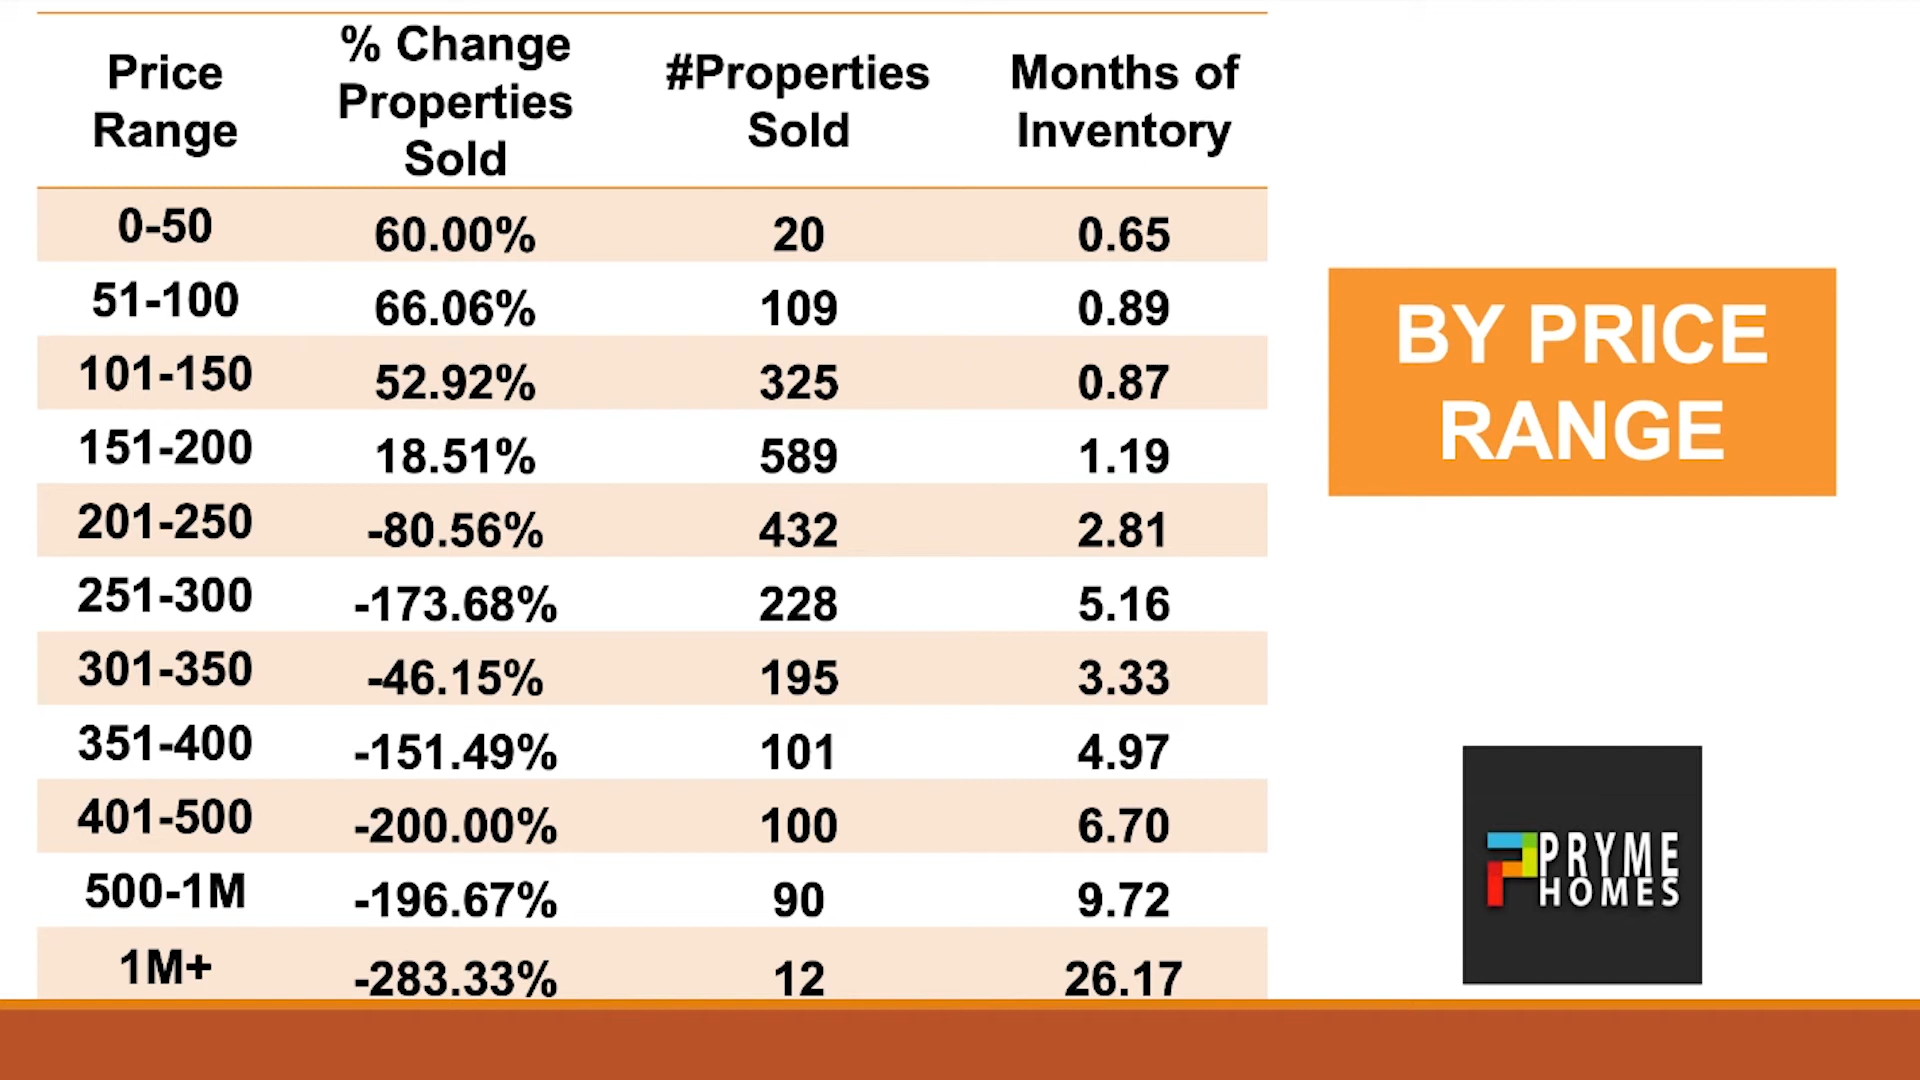 Price Range % Change Properties Sold #Properties Sold Months of Inventory
0-50 60.00% 20 0.65
51-100 66.06% 109 0.89
101-150 52.92% 325 0.87
151-200 18.51% 589 1.19
201-250 -80.56% 432 2.81
251-300 -173.68% 228 5.16
301-350 -46.15% 195 3.33
351-400 -151.49% 101 4.97
401-500 -200.00% 100 6.70
500-1M -196.67% 90 9.72
1M+ -283.33% 12 26.17
BY PRICE
RANGE
PRYME
HOMES